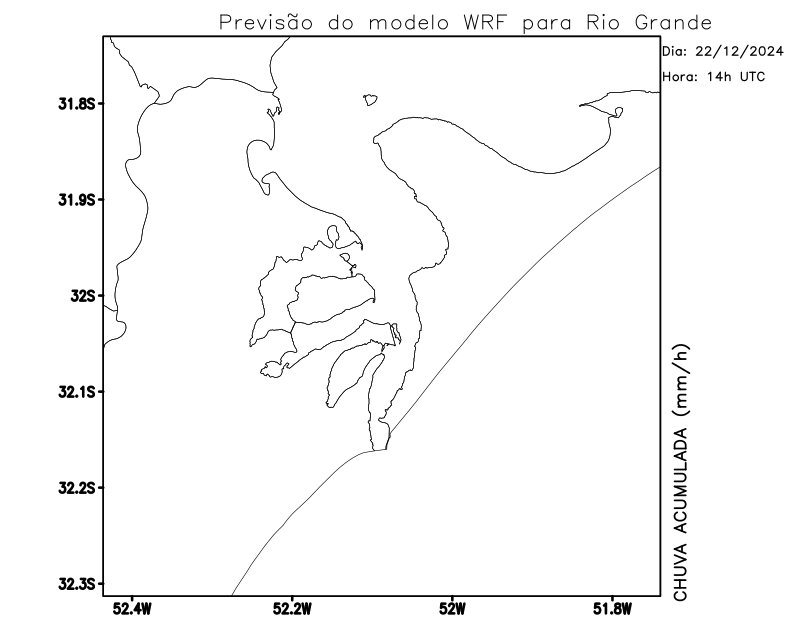 Previsão do modelo WRF para Rio Grande
Dia: 22/12/2024
Hora: 14h UTC
31.8S
31.9S
32S
32.1S
32.2S
32.3S
52.4W
52.2W
52W
51.8W
CHUVA ACUMULADA (mm/h)